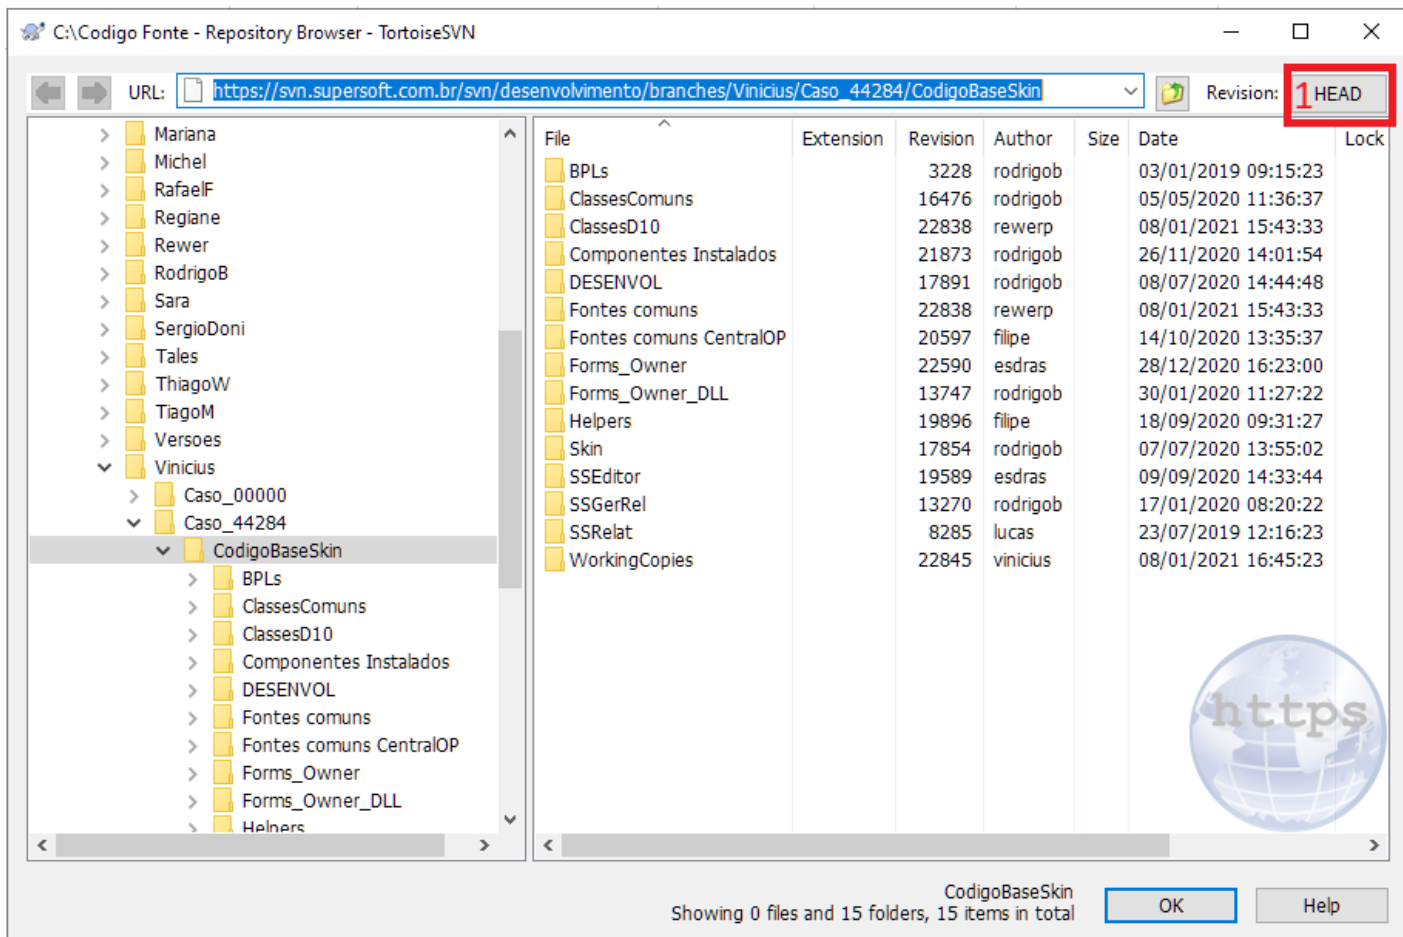 C:\Codigo Fonte - Repository Browser - TortoiseSVN
URL: https://svn.supersoft.com.br/svn/desenvolvimento/branches/Vinicius/Caso_44284/CodigoBaseSkin Revision: 1 HEAD
Mariana
Michel
RafaelF
Regiane
Rewer
RodrigoB
Sara
SergioDoni
Tales
ThiagoW
TiagoM
Versoes
Vinicius
Caso_00000
Caso_44284
CodigoBaseSkin
BPLs
ClassesComuns
ClassesD10
Componentes Instalados
DESENVOL
Fontes comuns
Fontes comuns CentralOP
Forms_Owner
Forms_Owner_DLL
Helpers
File Extension Revision Author Size Date Lock
BPLs 3228 rodrigob 03/01/2019 09:15:23
ClassesComuns 16476 rodrigob 05/05/2020 11:36:37
ClassesD10 22838 rewerp 08/01/2021 15:43:33
Componentes Instalados 21873 rodrigob 26/11/2020 14:01:54
DESENVOL 17891 rodrigob 08/07/2020 14:44:48
Fontes comuns 22838 rewerp 08/01/2021 15:43:33
Fontes comuns CentralOP 20597 filipe 14/10/2020 13:35:37
Forms_Owner 22590 esdras 28/12/2020 16:23:00
Forms_Owner_DLL 13747 rodrigob 30/01/2020 11:27:22
Helpers 19896 filipe 18/09/2020 09:31:27
Skin 17854 rodrigob 07/07/2020 13:55:02
SSEditor 19589 esdras 09/09/2020 14:33:44
SSGerRel 13270 rodrigob 17/01/2020 08:20:22
SSRelat 8285 lucas 23/07/2019 12:16:23
WorkingCopies 22845 vinicius 08/01/2021 16:45:23
https
CodigoBaseSkin
Showing 0 files and 15 folders, 15 items in total
OK Help